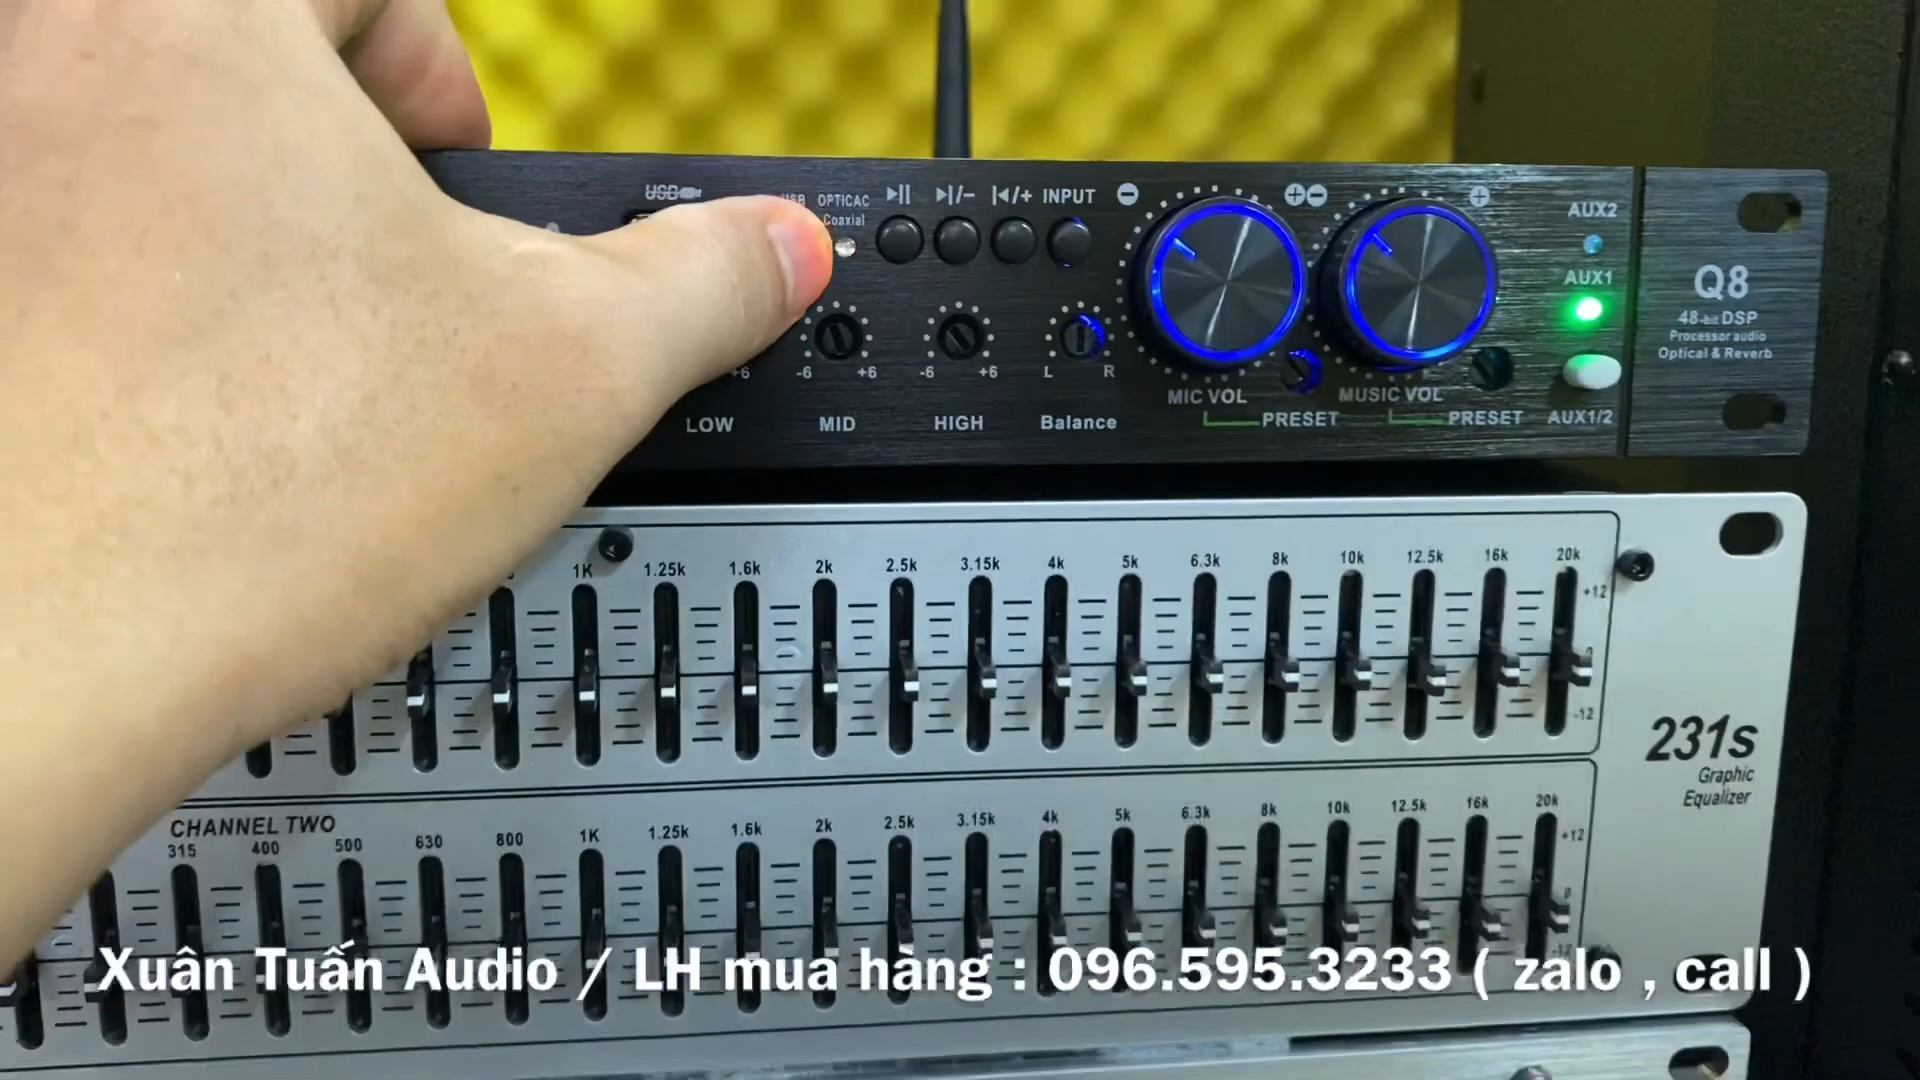 USB
USB OPTICAC
Coaxial
INPUT
AUX2
AUX1
Q8
48-bit DSP
Processor audio
Optical & Reverb
+6 -6 +6 -6 +6 L R
MIC VOL
MUSIC VOL
LOW MID HIGH Balance PRESET PRESET AUX1/2
1K 1.25k 1.6k 2k 2.5k 3.15k 4k 5k 6.3k 8k 10k 12.5k 16k 20k
+12
0
-12
231s
Graphic
Equalizer
CHANNEL TWO
315 400 500 630 800 1K 1.25k 1.6k 2k 2.5k 3.15k 4k 5k 6.3k 8k 10k 12.5k 16k 20k
+12
0
-12
Xuân Tuấn Audio / LH mua hàng : 096.595.3233 ( zalo , call )